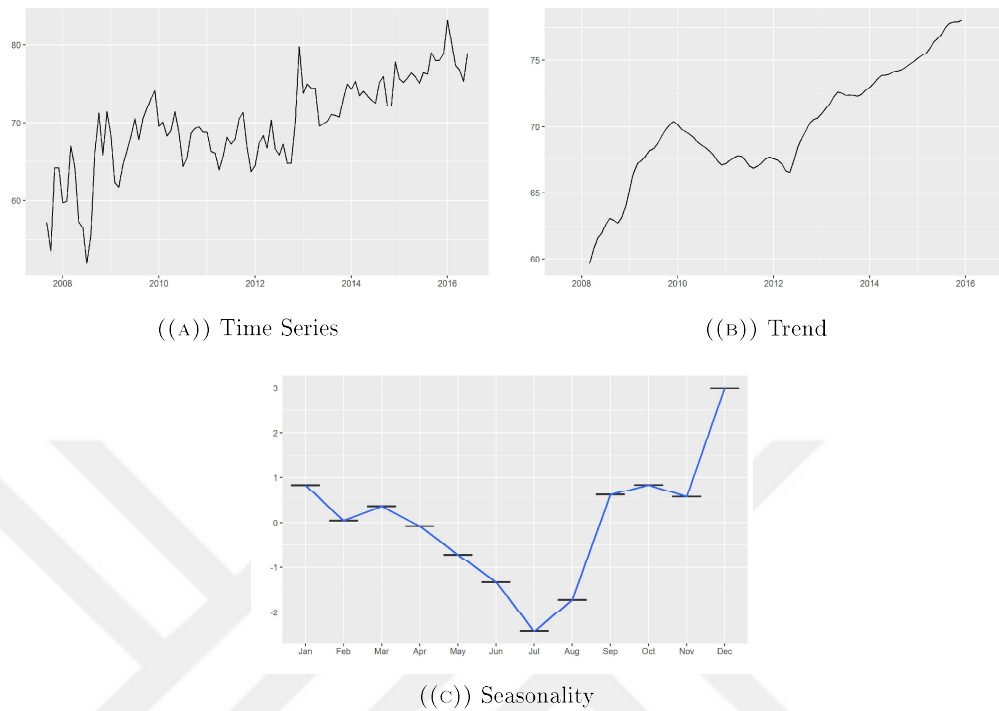 80
70
60
2008 2010 2012 2014 2016
((A)) Time Series
75
70
65
60
2008 2010 2012 2014 2016
((B)) Trend
3
2
1
0
-1
-2
Jan Feb Mar Apr May Jun Jul Aug Sep Oct Nov Dec
((C)) Seasonality